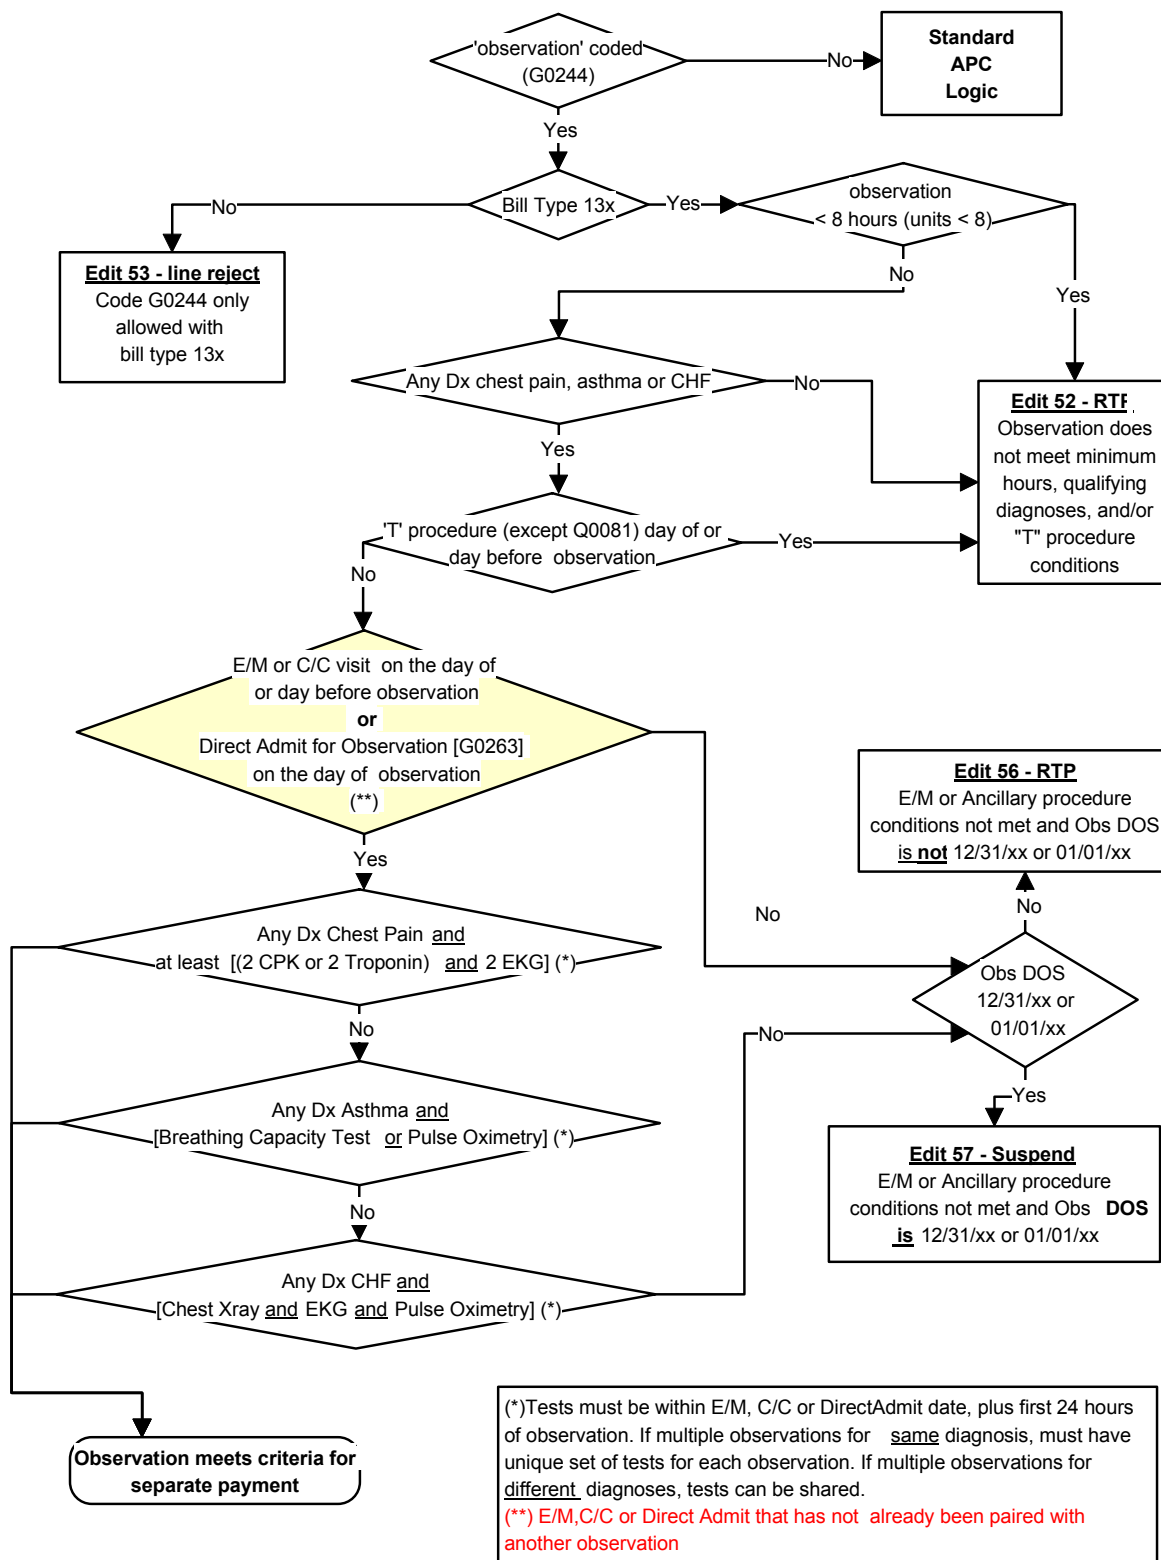 'observation' coded
(G0244)
No
Standard
APC
Logic
Yes
Bill Type 13x
No
Yes
observation
< 8 hours (units < 8)
Edit 53 - line reject
Code G0244 only
allowed with
bill type 13x
No
Yes
Any Dx chest pain, asthma or CHF
No
Edit 52 - RTP
Observation does
not meet minimum
hours, qualifying
diagnoses, and/or
"T" procedure
conditions
Yes
'T' procedure (except Q0081) day of or
day before observation
Yes
No
E/M or C/C visit on the day of
or day before observation
or
Direct Admit for Observation [G0263]
on the day of observation
(**)
Edit 56 - RTP
E/M or Ancillary procedure
conditions not met and Obs DOS
is not 12/31/xx or 01/01/xx
Yes
No
No
Any Dx Chest Pain and
at least [(2 CPK or 2 Troponin) and 2 EKG] (*)
Obs DOS
12/31/xx or
01/01/xx
No
No
Yes
Any Dx Asthma and
[Breathing Capacity Test or Pulse Oximetry] (*)
Edit 57 - Suspend
E/M or Ancillary procedure
conditions not met and Obs DOS
is 12/31/xx or 01/01/xx
No
Any Dx CHF and
[Chest Xray and EKG and Pulse Oximetry] (*)
Observation meets criteria for
separate payment
(*)Tests must be within E/M, C/C or DirectAdmit date, plus first 24 hours
of observation. If multiple observations for same diagnosis, must have
unique set of tests for each observation. If multiple observations for
different diagnoses, tests can be shared.
(**) E/M,C/C or Direct Admit that has not already been paired with
another observation